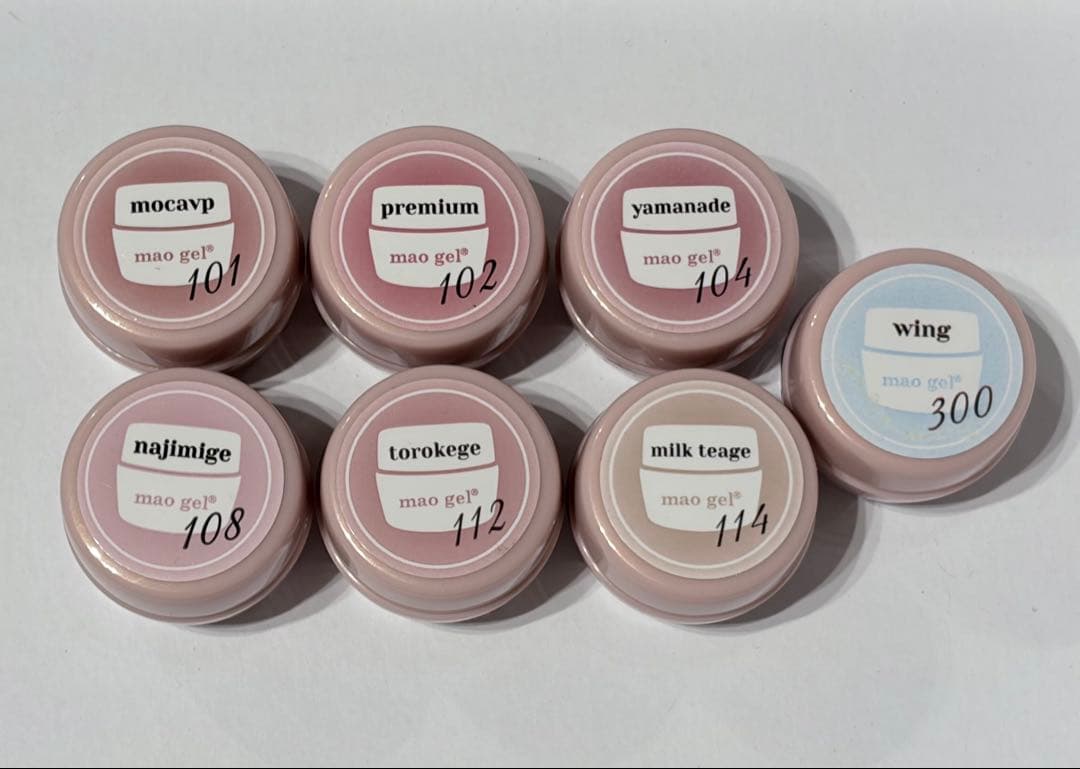 mocavp
mao gel®
101
premium
mao gel®
102
yamanade
mao gel®
104
wing
mao gel®
300
najimige
mao gel®
108
torokege
mao gel®
112
milk teage
mao gel®
114